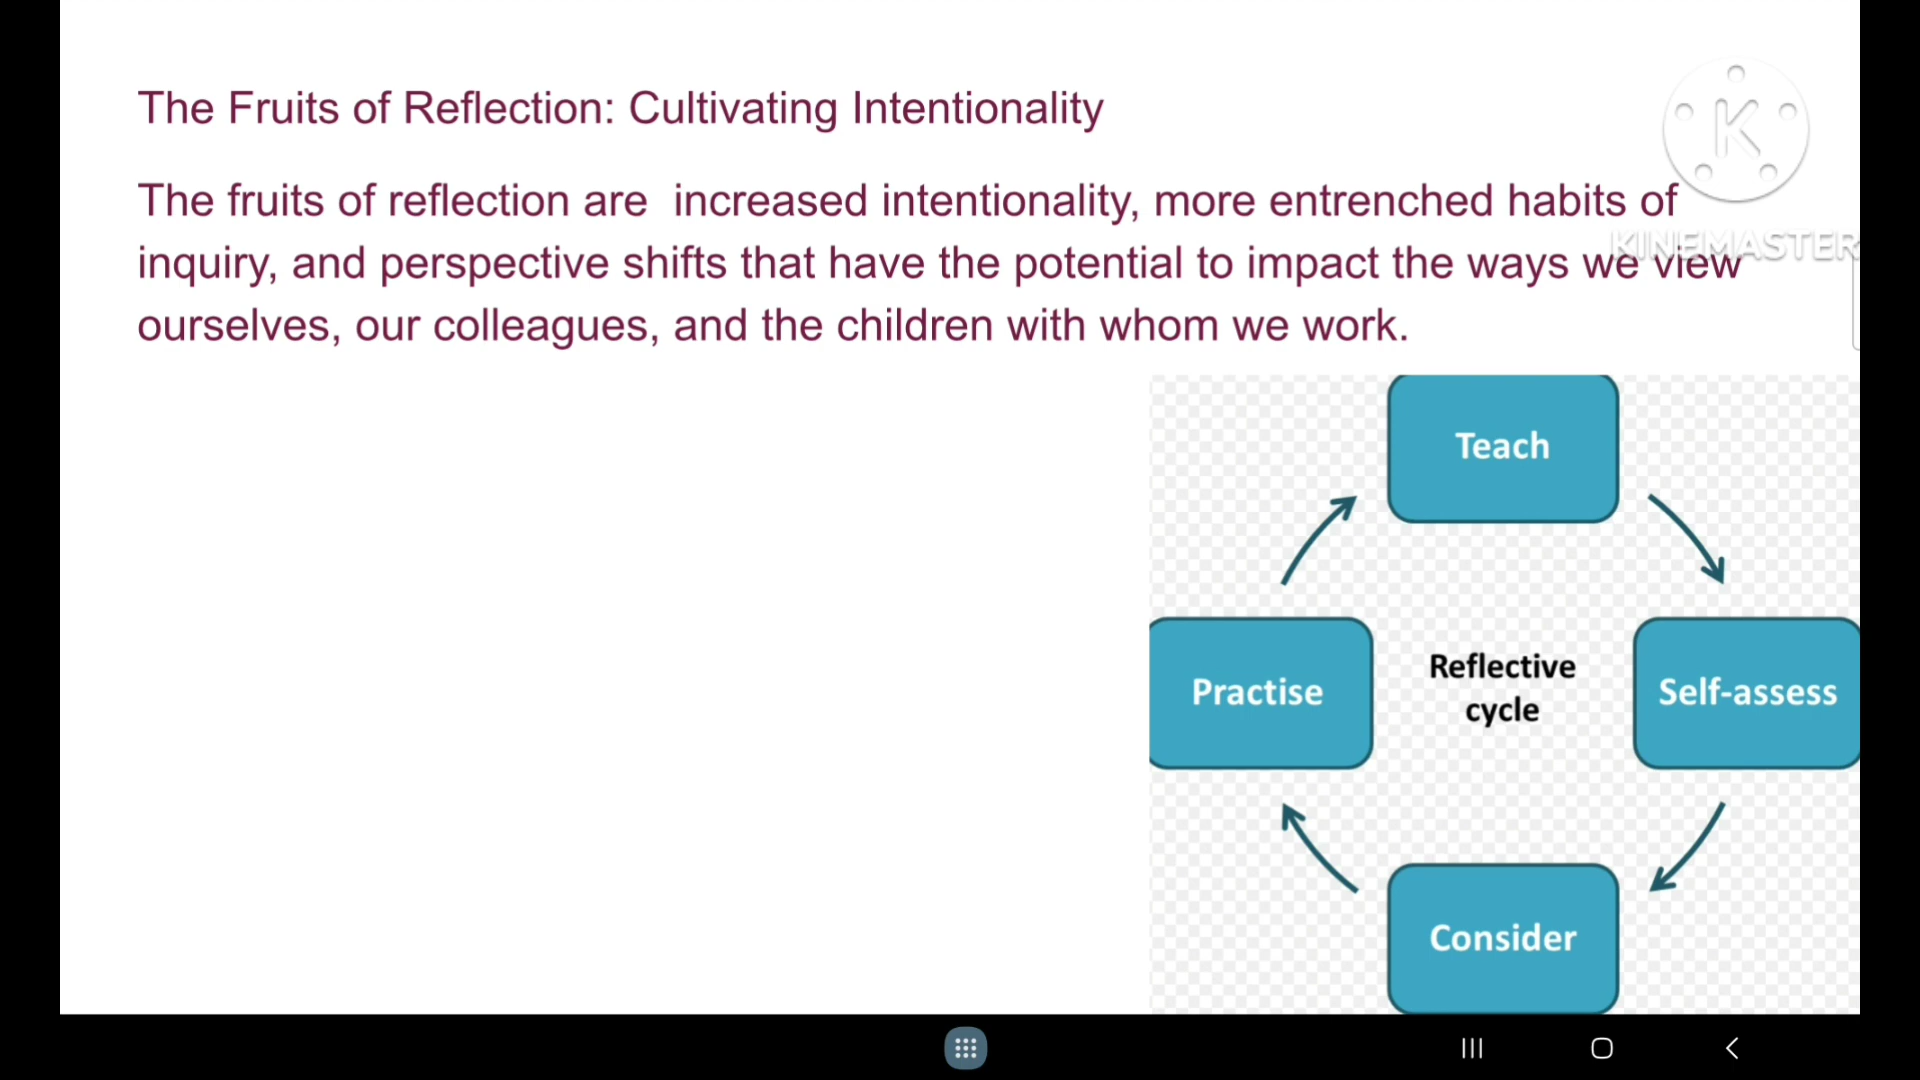 The Fruits of Reflection: Cultivating Intentionality
The fruits of reflection are  increased intentionality, more entrenched habits of
inquiry, and perspective shifts that have the potential to impact the ways we view
ourselves, our colleagues, and the children with whom we work.
K
KINEMASTER
Teach
Practise
Reflective
cycle
Self-assess
Consider